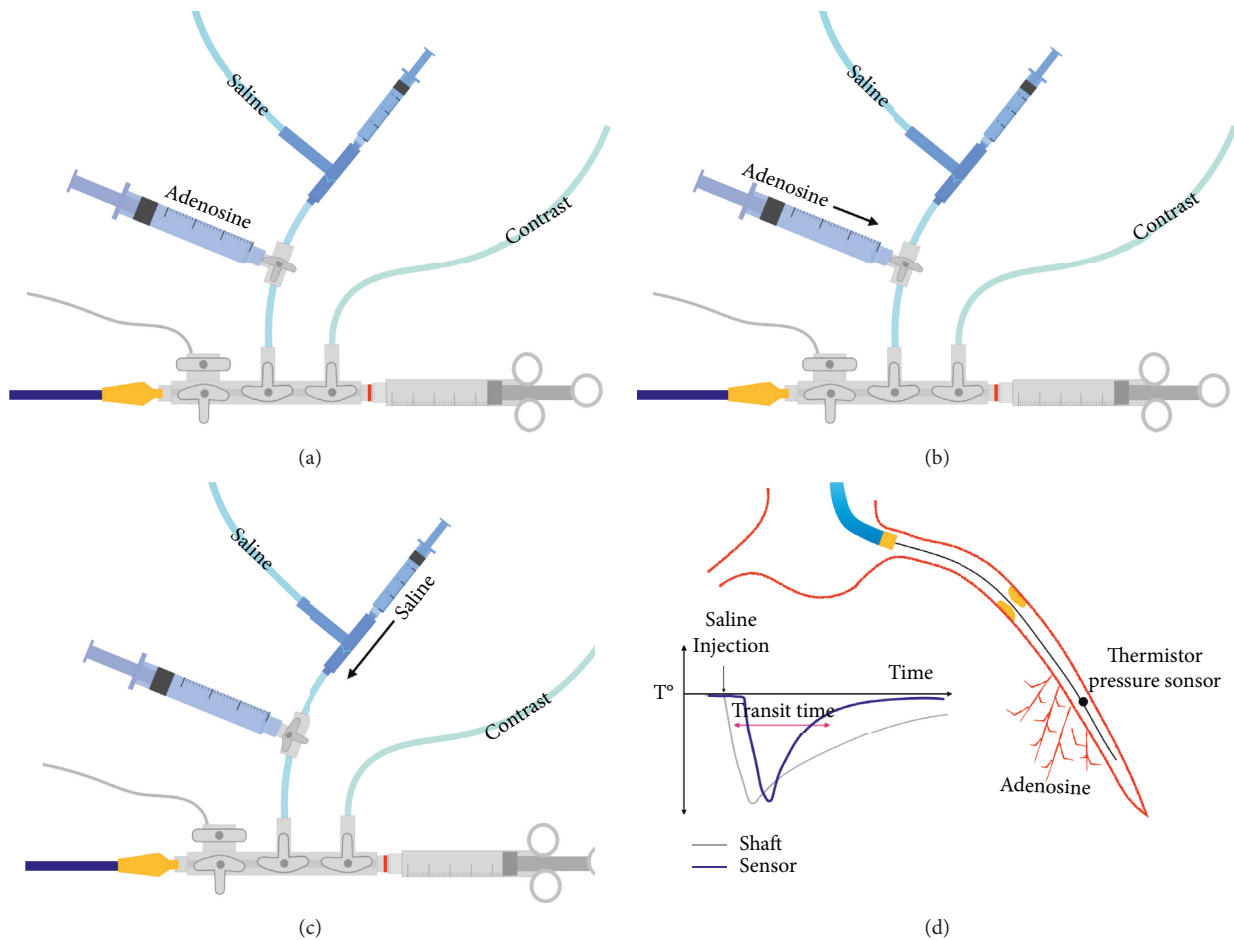 Saline
Adenosine
Contrast
(a)
Saline
Adenosine
Contrast
(b)
Saline
Saline
Contrast
(c)
Saline
Injection
Time
T°
Transit time
Thermistor
pressure sonsor
Adenosine
Shaft
Sensor
(d)